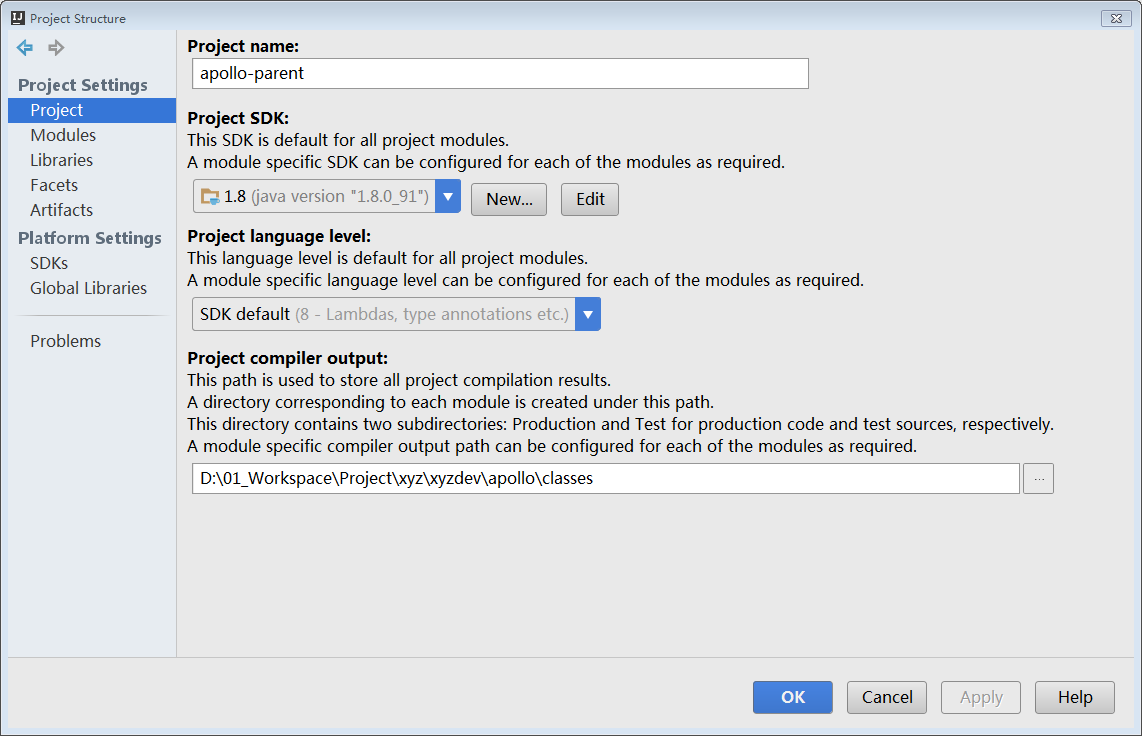 Project Structure
Project Settings
Project
Modules
Libraries
Facets
Artifacts
Platform Settings
SDKs
Global Libraries
Problems
Project name:
apollo-parent
Project SDK:
This SDK is default for all project modules.
A module specific SDK can be configured for each of the modules as required.
1.8 (java version "1.8.0_91") New... Edit
Project language level:
This language level is default for all project modules.
A module specific language level can be configured for each of the modules as required.
SDK default (8 - Lambdas, type annotations etc.)
Project compiler output:
This path is used to store all project compilation results.
A directory corresponding to each module is created under this path.
This directory contains two subdirectories: Production and Test for production code and test sources, respectively.
A module specific compiler output path can be configured for each of the modules as required.
D:\01_Workspace\Project\xyz\xyzdev\apollo\classes ...
OK Cancel Apply Help